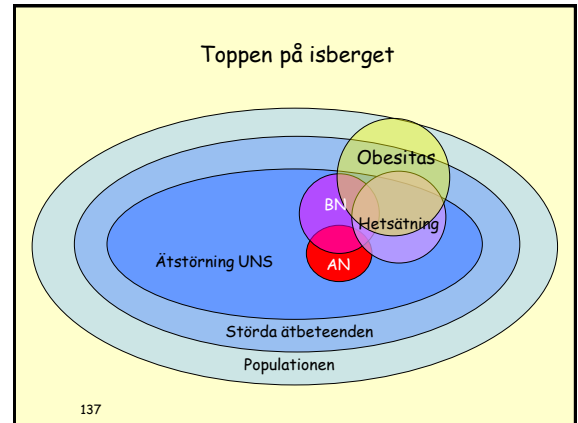 Toppen på isberget
Obesitas
BN
Hetsätning
Ätstörning UNS
AN
Störda ätbeteenden
Populationen
137